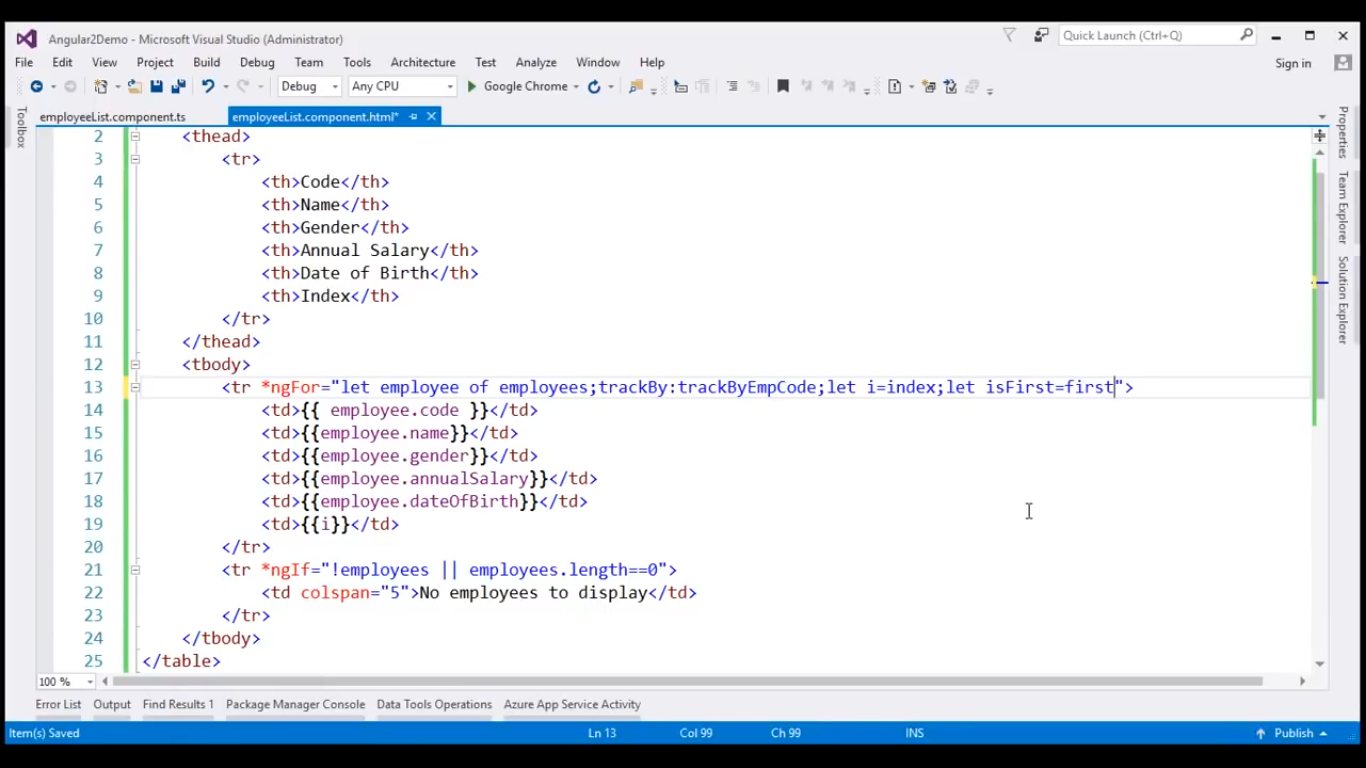 Angular2Demo - Microsoft Visual Studio (Administrator)
Quick Launch (Ctrl+Q)
File Edit View Project Build Debug Team Tools Architecture Test Analyze Window Help
Sign in
Debug Any CPU Google Chrome
Toolbox
employeeList.component.ts employeeList.component.html*
Properties
Team Explorer
Solution Explorer
2 <thead>
3 <tr>
4 <th>Code</th>
5 <th>Name</th>
6 <th>Gender</th>
7 <th>Annual Salary</th>
8 <th>Date of Birth</th>
9 <th>Index</th>
10 </tr>
11 </thead>
12 <tbody>
13 <tr *ngFor="let employee of employees;trackBy:trackByEmpCode;let i=index;let isFirst=first">
14 <td>{{ employee.code }}</td>
15 <td>{{employee.name}}</td>
16 <td>{{employee.gender}}</td>
17 <td>{{employee.annualSalary}}</td>
18 <td>{{employee.dateOfBirth}}</td>
19 <td>{{i}}</td>
20 </tr>
21 <tr *ngIf="!employees || employees.length==0">
22 <td colspan="5">No employees to display</td>
23 </tr>
24 </tbody>
25 </table>
100 %
Error List Output Find Results 1 Package Manager Console Data Tools Operations Azure App Service Activity
Item(s) Saved Ln 13 Col 99 Ch 99 INS Publish